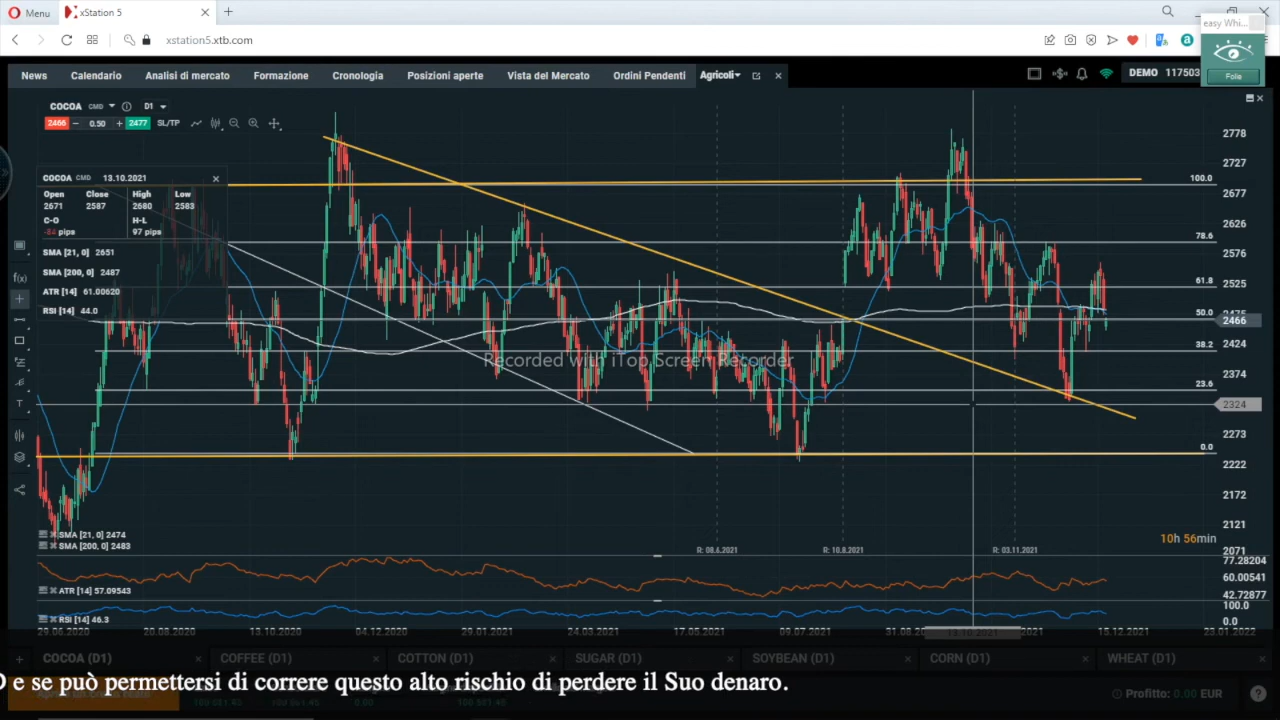 Menu
xStation 5
easy Whi...
xstation5.xtb.com
Folie
News Calendario Analisi di mercato Formazione Cronologia Posizioni aperte Vista del Mercato Ordini Pendenti Agricoli
DEMO 117503
COCOA CMD D1
2466 0.50 2477 SL/TP
COCOA CMD 13.10.2021
Open Close High Low
2671 2587 2680 2583
C-O H-L
-84 pips 97 pips
SMA [21, 0] 2651
SMA [200, 0] 2487
ATR [14] 61.00620
RSI [14] 44.0
2778
2727
100.0
2677
2626
78.6
2576
61.8
2525
50.0
2475
2466
2424
38.2
Recorded with iTop Screen Recorder
2374
23.6
2324
2273
0.0
2222
2172
2121
SMA [21, 0] 2474
SMA [200, 0] 2483
10h 56min
R: 08.6.2021 R: 10.8.2021 R: 03.11.2021
2071
77.28204
60.00541
ATR [14] 57.09543
42.72877
100.0
RSI [14] 46.3
0.0
29.06.2020 20.08.2020 13.10.2020 04.12.2020 29.01.2021 24.03.2021 17.05.2021 09.07.2021 31.08 13.10.2021 2021 15.12.2021 23.01.2022
COCOA (D1) COFFEE (D1) COTTON (D1) SUGAR (D1) SOYBEAN (D1) CORN (D1) WHEAT (D1)
e se può permettersi di correre questo alto rischio di perdere il Suo denaro.
Profitto: 0.00 EUR